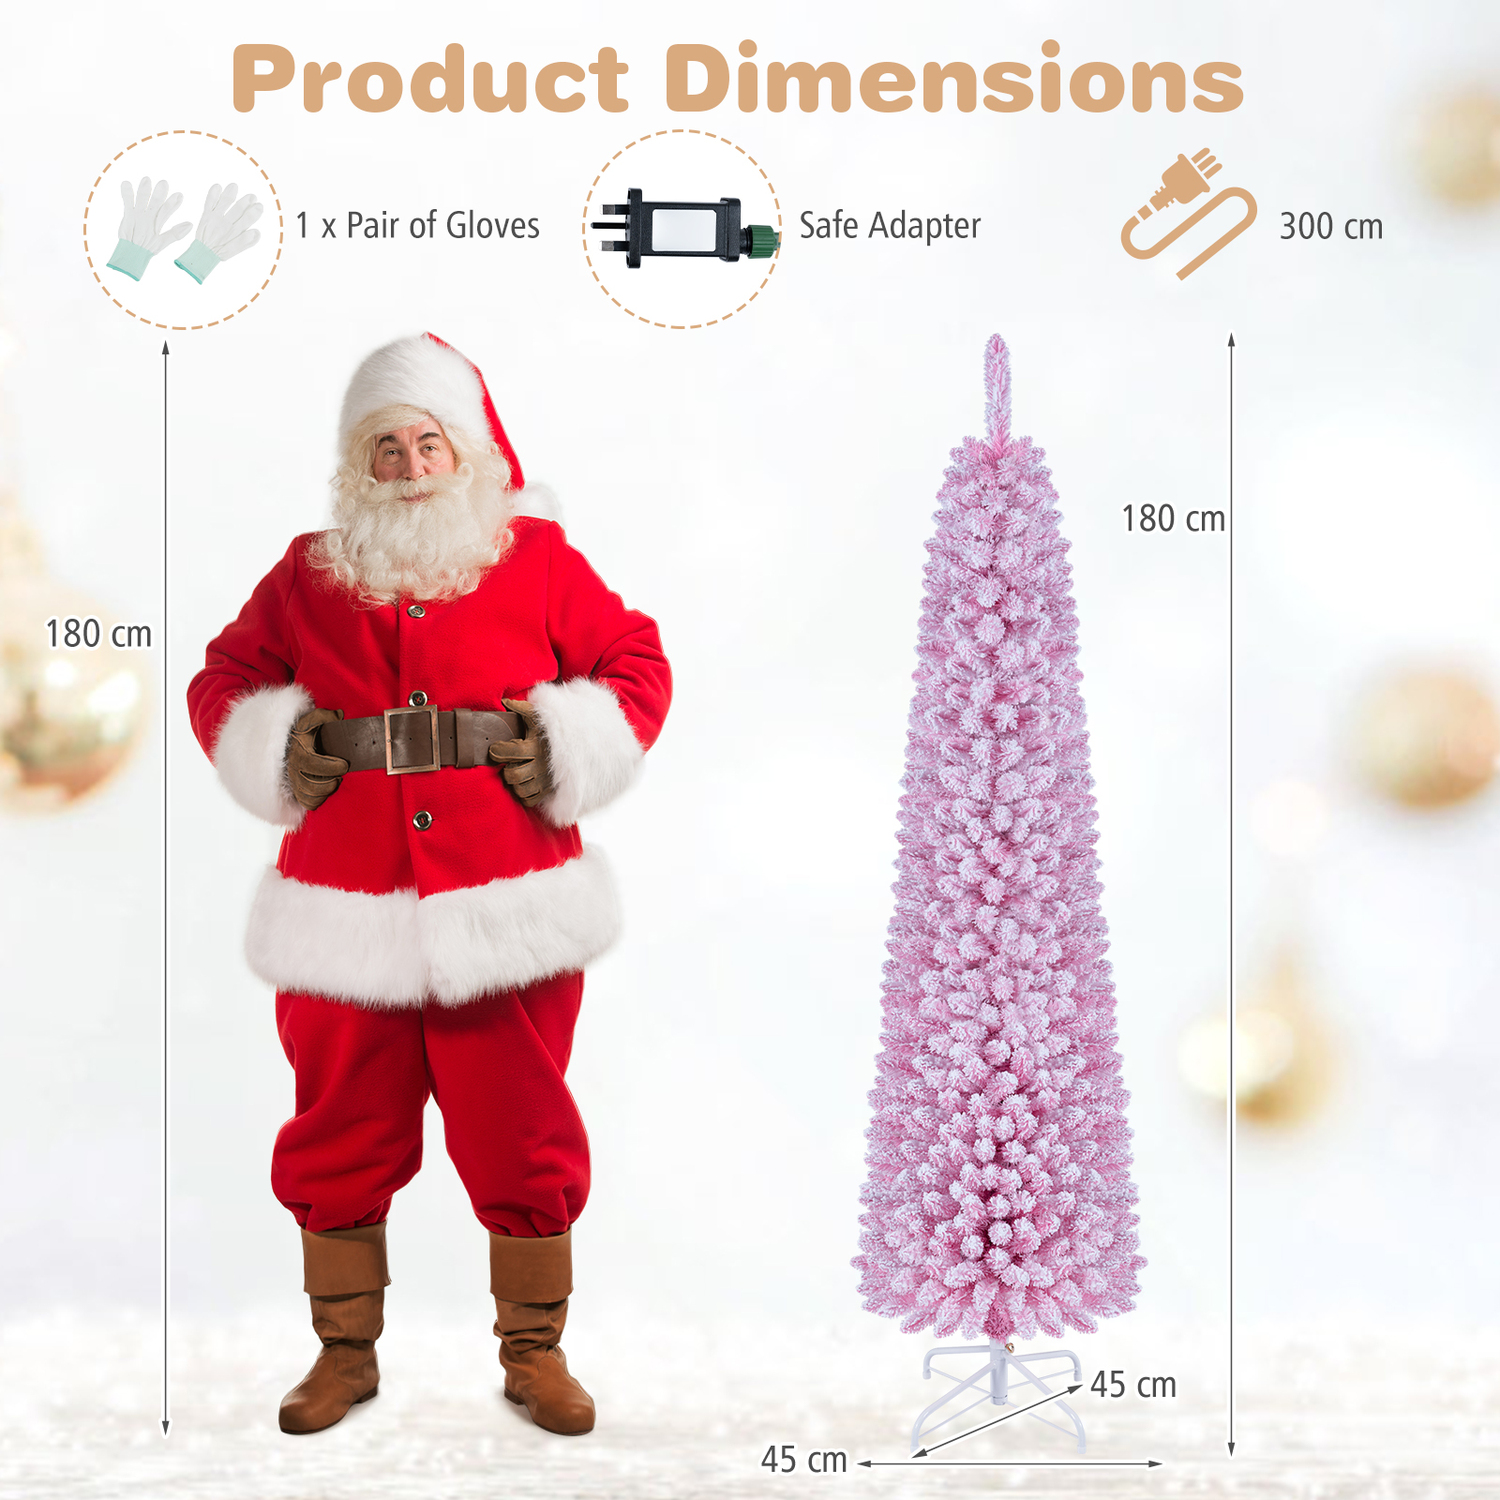 Product Dimensions
1 x Pair of Gloves
Safe Adapter
300 cm
180 cm
180 cm
45 cm
45 cm